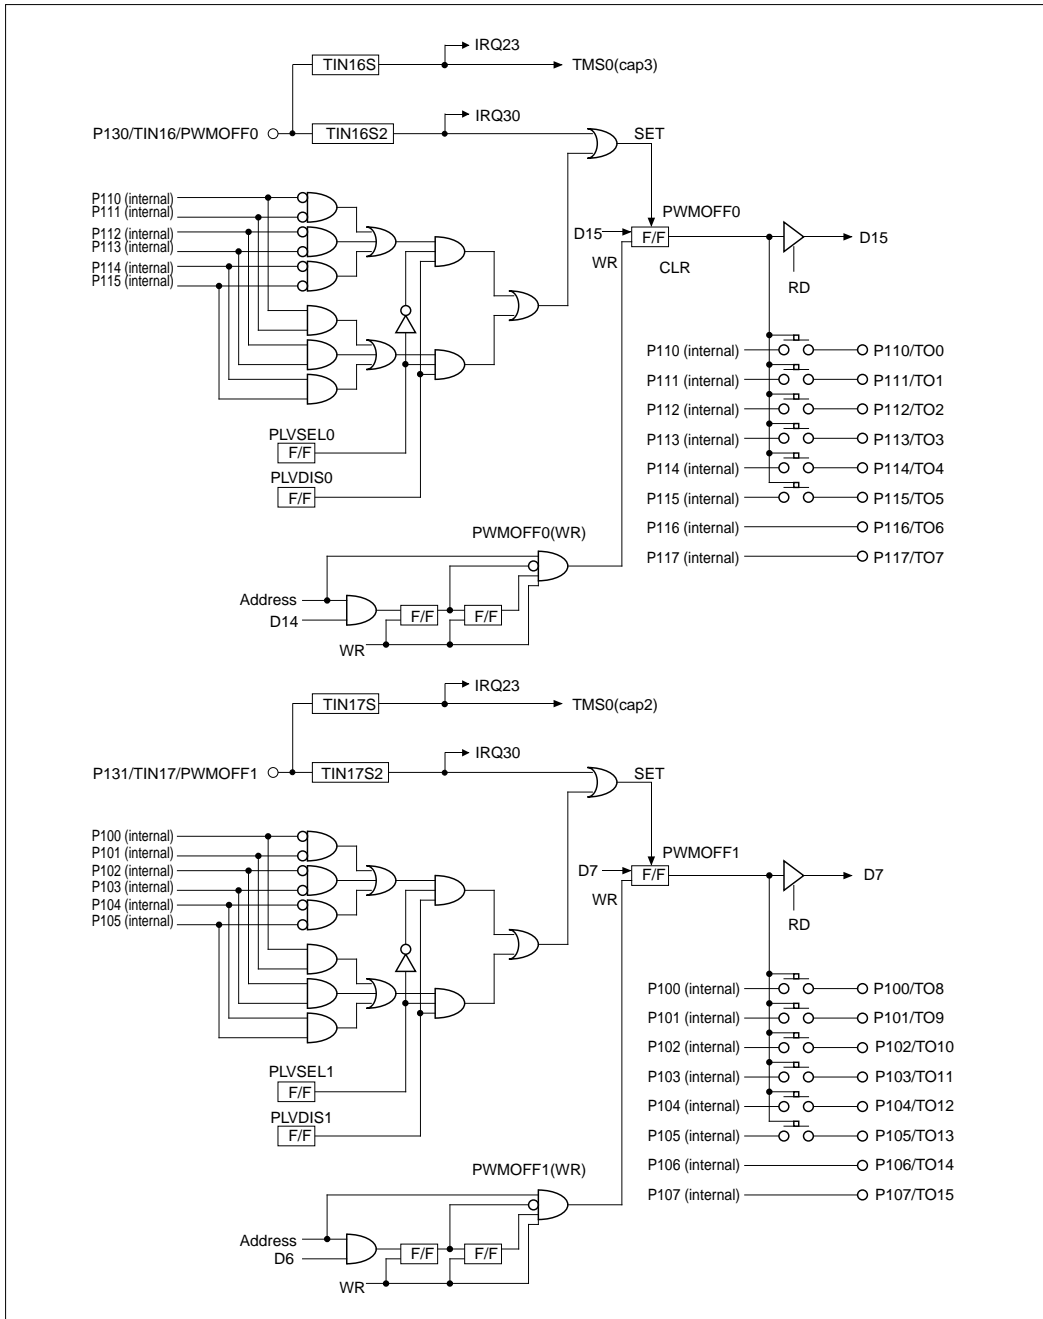 IRQ23
TIN16S
TMS0(cap3)
IRQ30
P130/TIN16/PWMOFF0
TIN16S2
SET
P110 (internal)
P111 (internal)
P112 (internal)
P113 (internal)
P114 (internal)
P115 (internal)
PWMOFF0
D15
F/F
D15
WR
CLR
RD
P110 (internal)
P110/TO0
P111 (internal)
P111/TO1
P112 (internal)
P112/TO2
P113 (internal)
P113/TO3
P114 (internal)
P114/TO4
P115 (internal)
P115/TO5
P116 (internal)
P116/TO6
P117 (internal)
P117/TO7
PLVSEL0
F/F
PLVDIS0
F/F
PWMOFF0(WR)
Address
D14
F/F
F/F
WR
IRQ23
TIN17S
TMS0(cap2)
IRQ30
P131/TIN17/PWMOFF1
TIN17S2
SET
P100 (internal)
P101 (internal)
P102 (internal)
P103 (internal)
P104 (internal)
P105 (internal)
PWMOFF1
D7
F/F
D7
WR
RD
P100 (internal)
P100/TO8
P101 (internal)
P101/TO9
P102 (internal)
P102/TO10
P103 (internal)
P103/TO11
P104 (internal)
P104/TO12
P105 (internal)
P105/TO13
P106 (internal)
P106/TO14
P107 (internal)
P107/TO15
PLVSEL1
F/F
PLVDIS1
F/F
PWMOFF1(WR)
Address
D6
F/F
F/F
WR